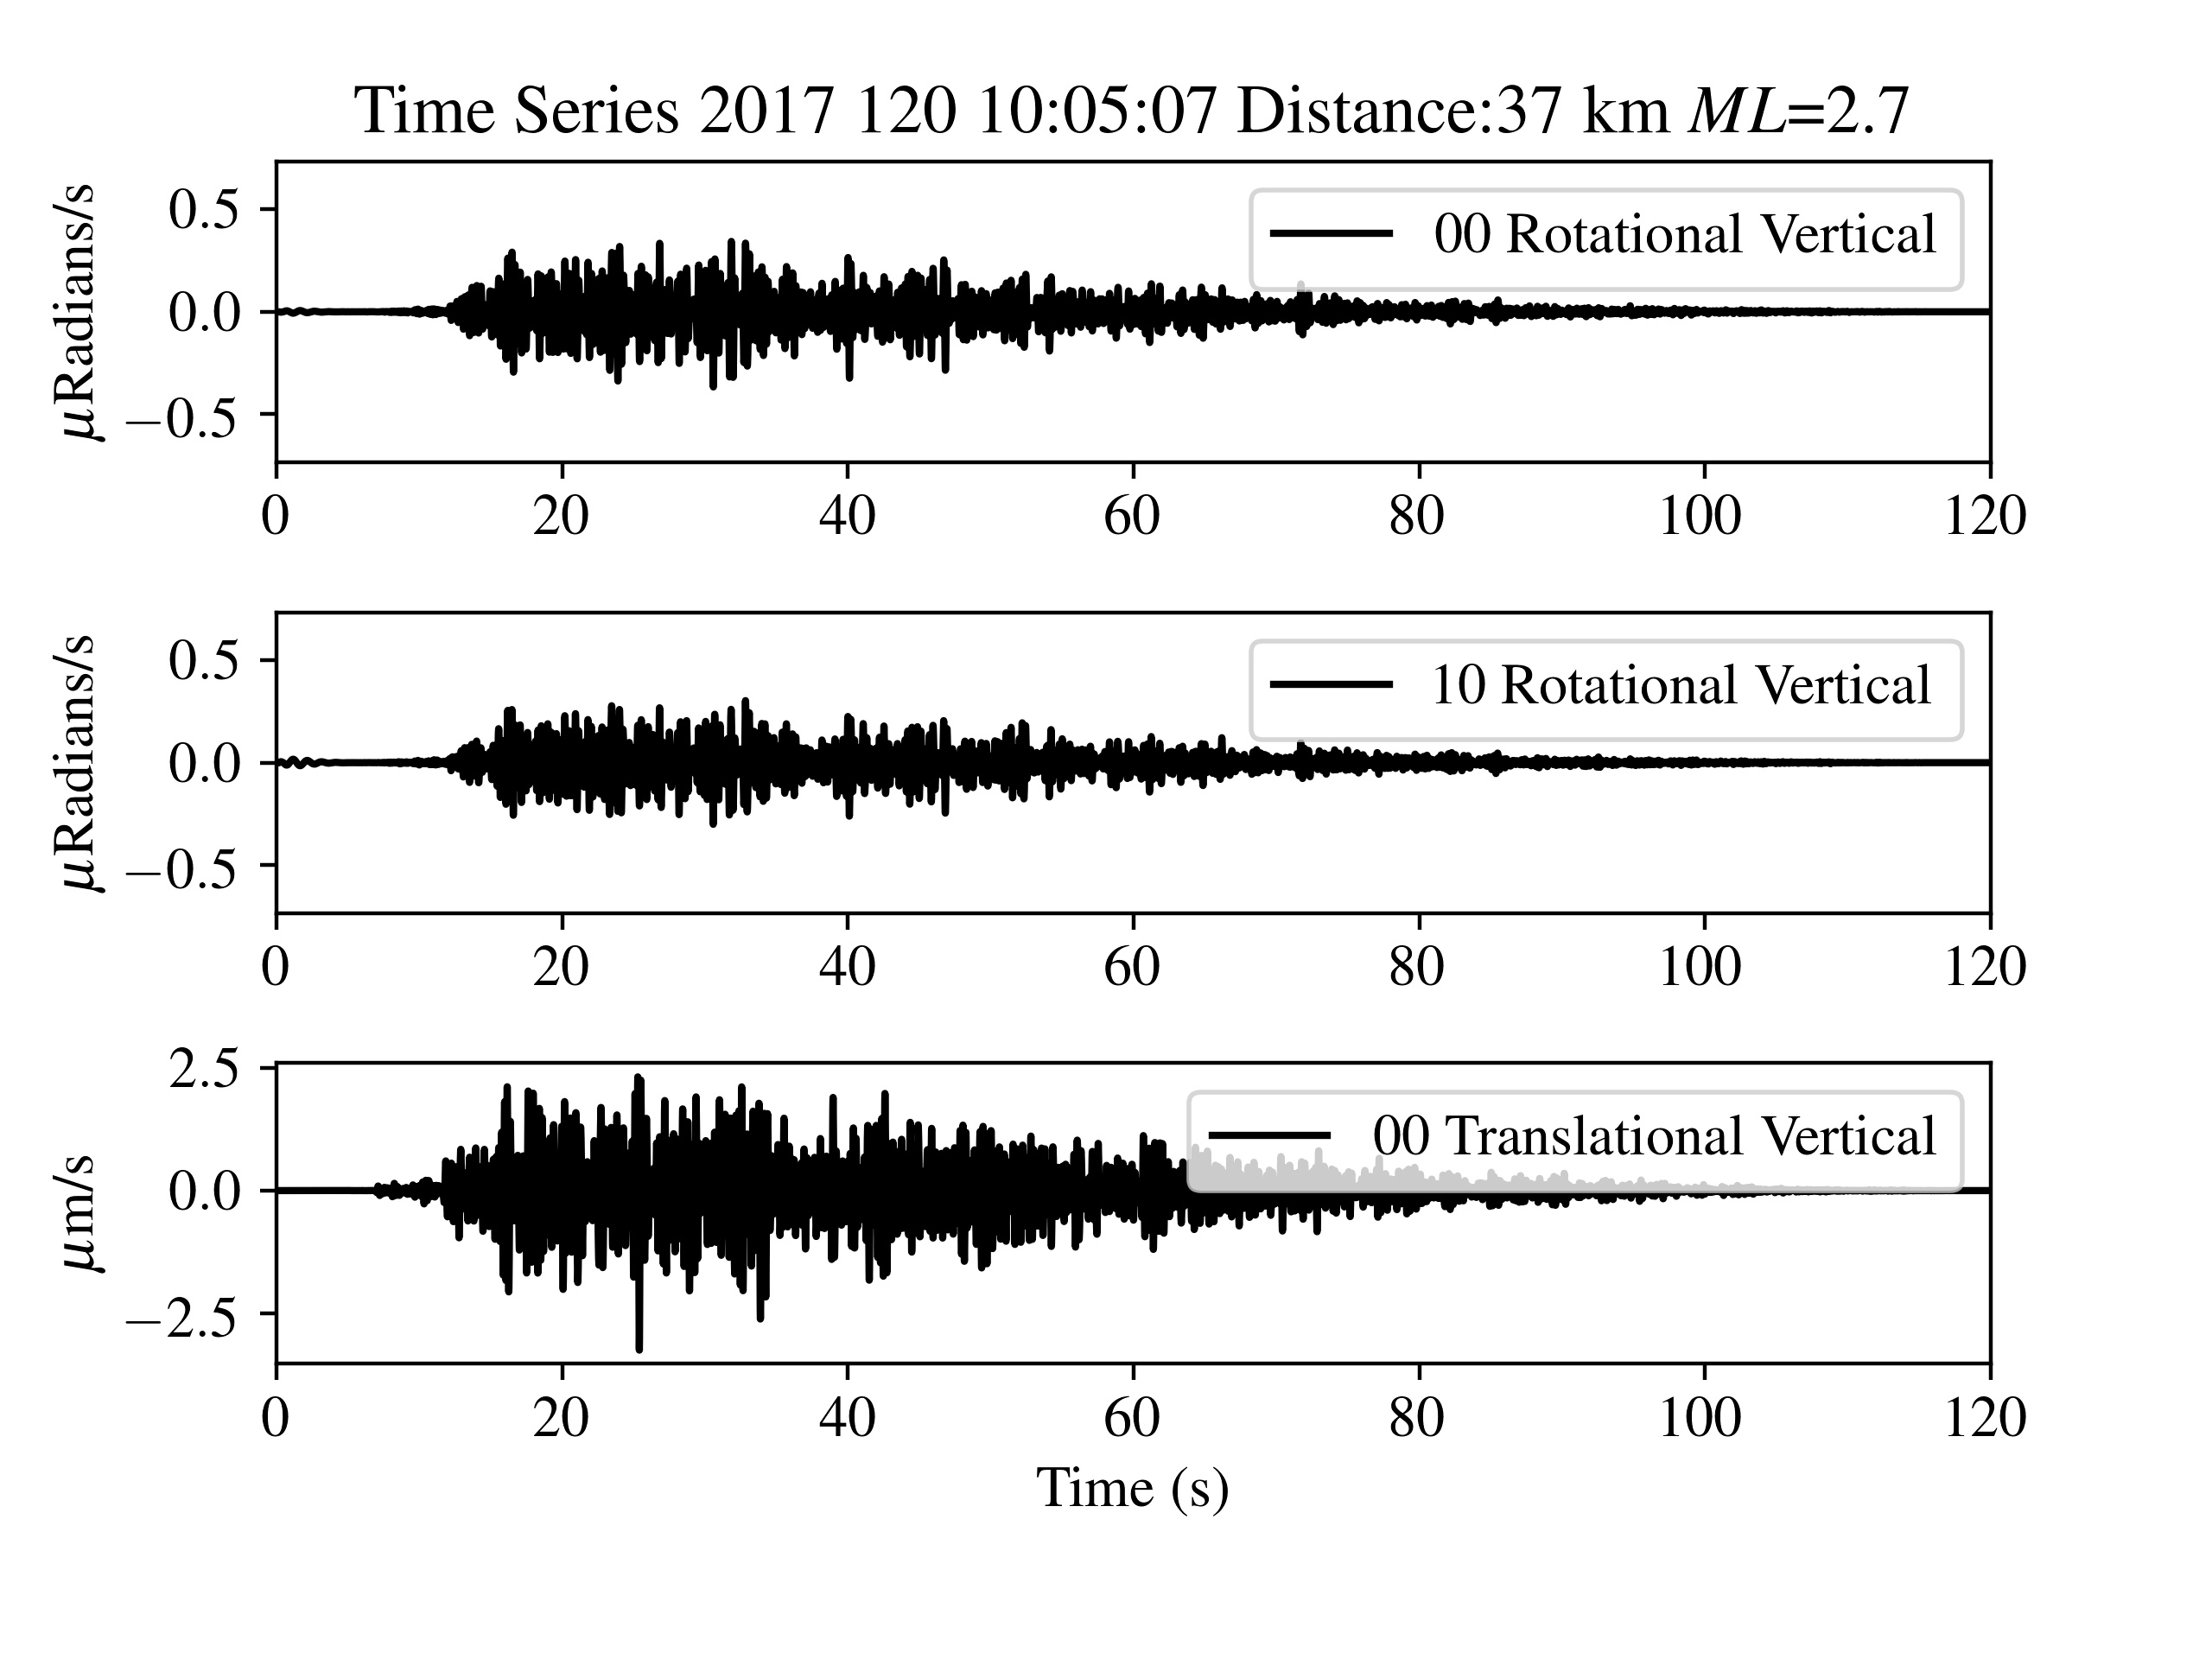 Time Series 2017 120 10:05:07 Distance:37 km ML=2.7
μRadians/s
0.5
0.0
−0.5
00 Rotational Vertical
0 20 40 60 80 100 120
μRadians/s
0.5
0.0
−0.5
10 Rotational Vertical
0 20 40 60 80 100 120
μm/s
2.5
0.0
−2.5
00 Translational Vertical
0 20 40 60 80 100 120
Time (s)